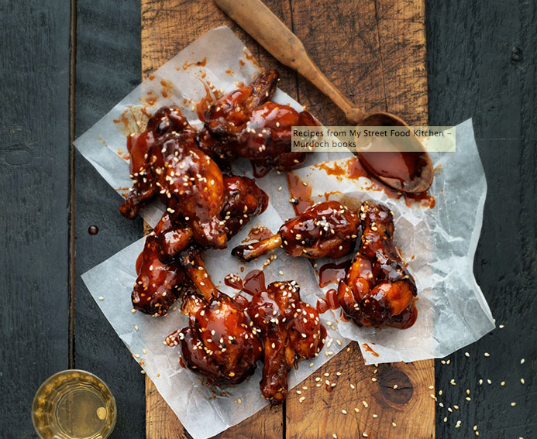 Recipes from My Street Food Kitchen –
Murdoch books